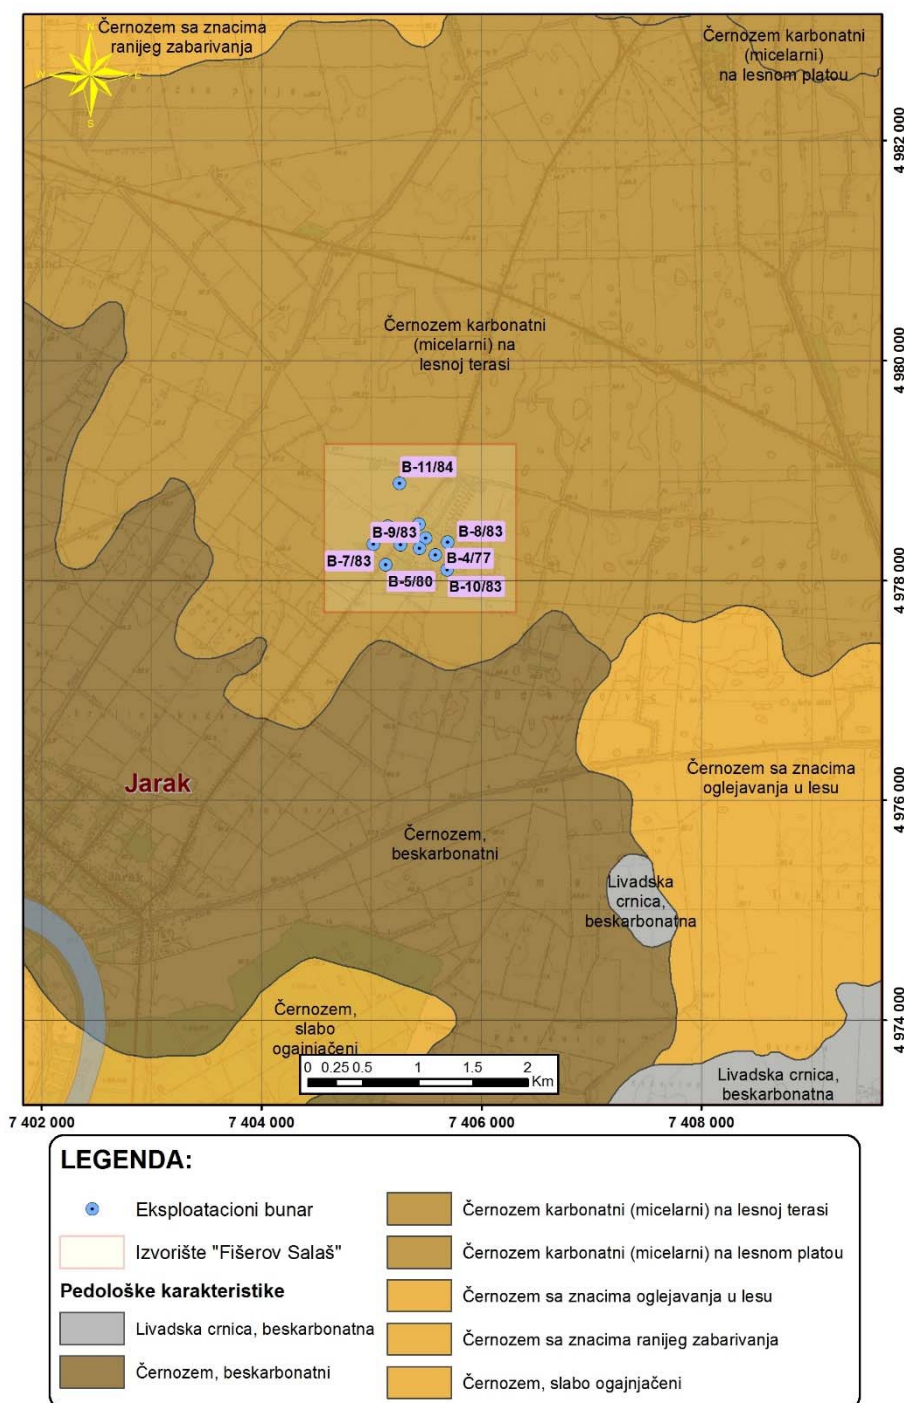 Černozem sa znacima
ranijeg zabarivanja
N
W
E
S
Černozem karbonatni
(micelarni)
na lesnom platou
4 982 000
Černozem karbonatni
(micelarni) na
lesnoj terasi
4 980 000
B-11/84
B-9/83
B-8/83
B-7/83
B-4/77
B-5/80
B-10/83
4 978 000
Jarak
Černozem sa znacima
oglejavanja u lesu
4 976 000
Černozem,
beskarbonatni
Livadska
crnica,
beskarbonatna
Jarak
Černozem,
slabo
ogainiačeni
4 974 000
0 0.25 0.5 1 1.5 2
Km
Livadska crnica,
beskarbonatna
7 402 000 7 404 000 7 406 000 7 408 000
LEGENDA:
Eksploatacioni bunar
Izvorište "Fišerov Salaš"
Pedološke karakteristike
Livadska crnica, beskarbonatna
Černozem, beskarbonatni
Černozem karbonatni (micelarni) na lesnoj terasi
Černozem karbonatni (micelarni) na lesnom platou
Černozem sa znacima oglejavanja u lesu
Černozem sa znacima ranijeg zabarivanja
Černozem, slabo ogajnjačeni